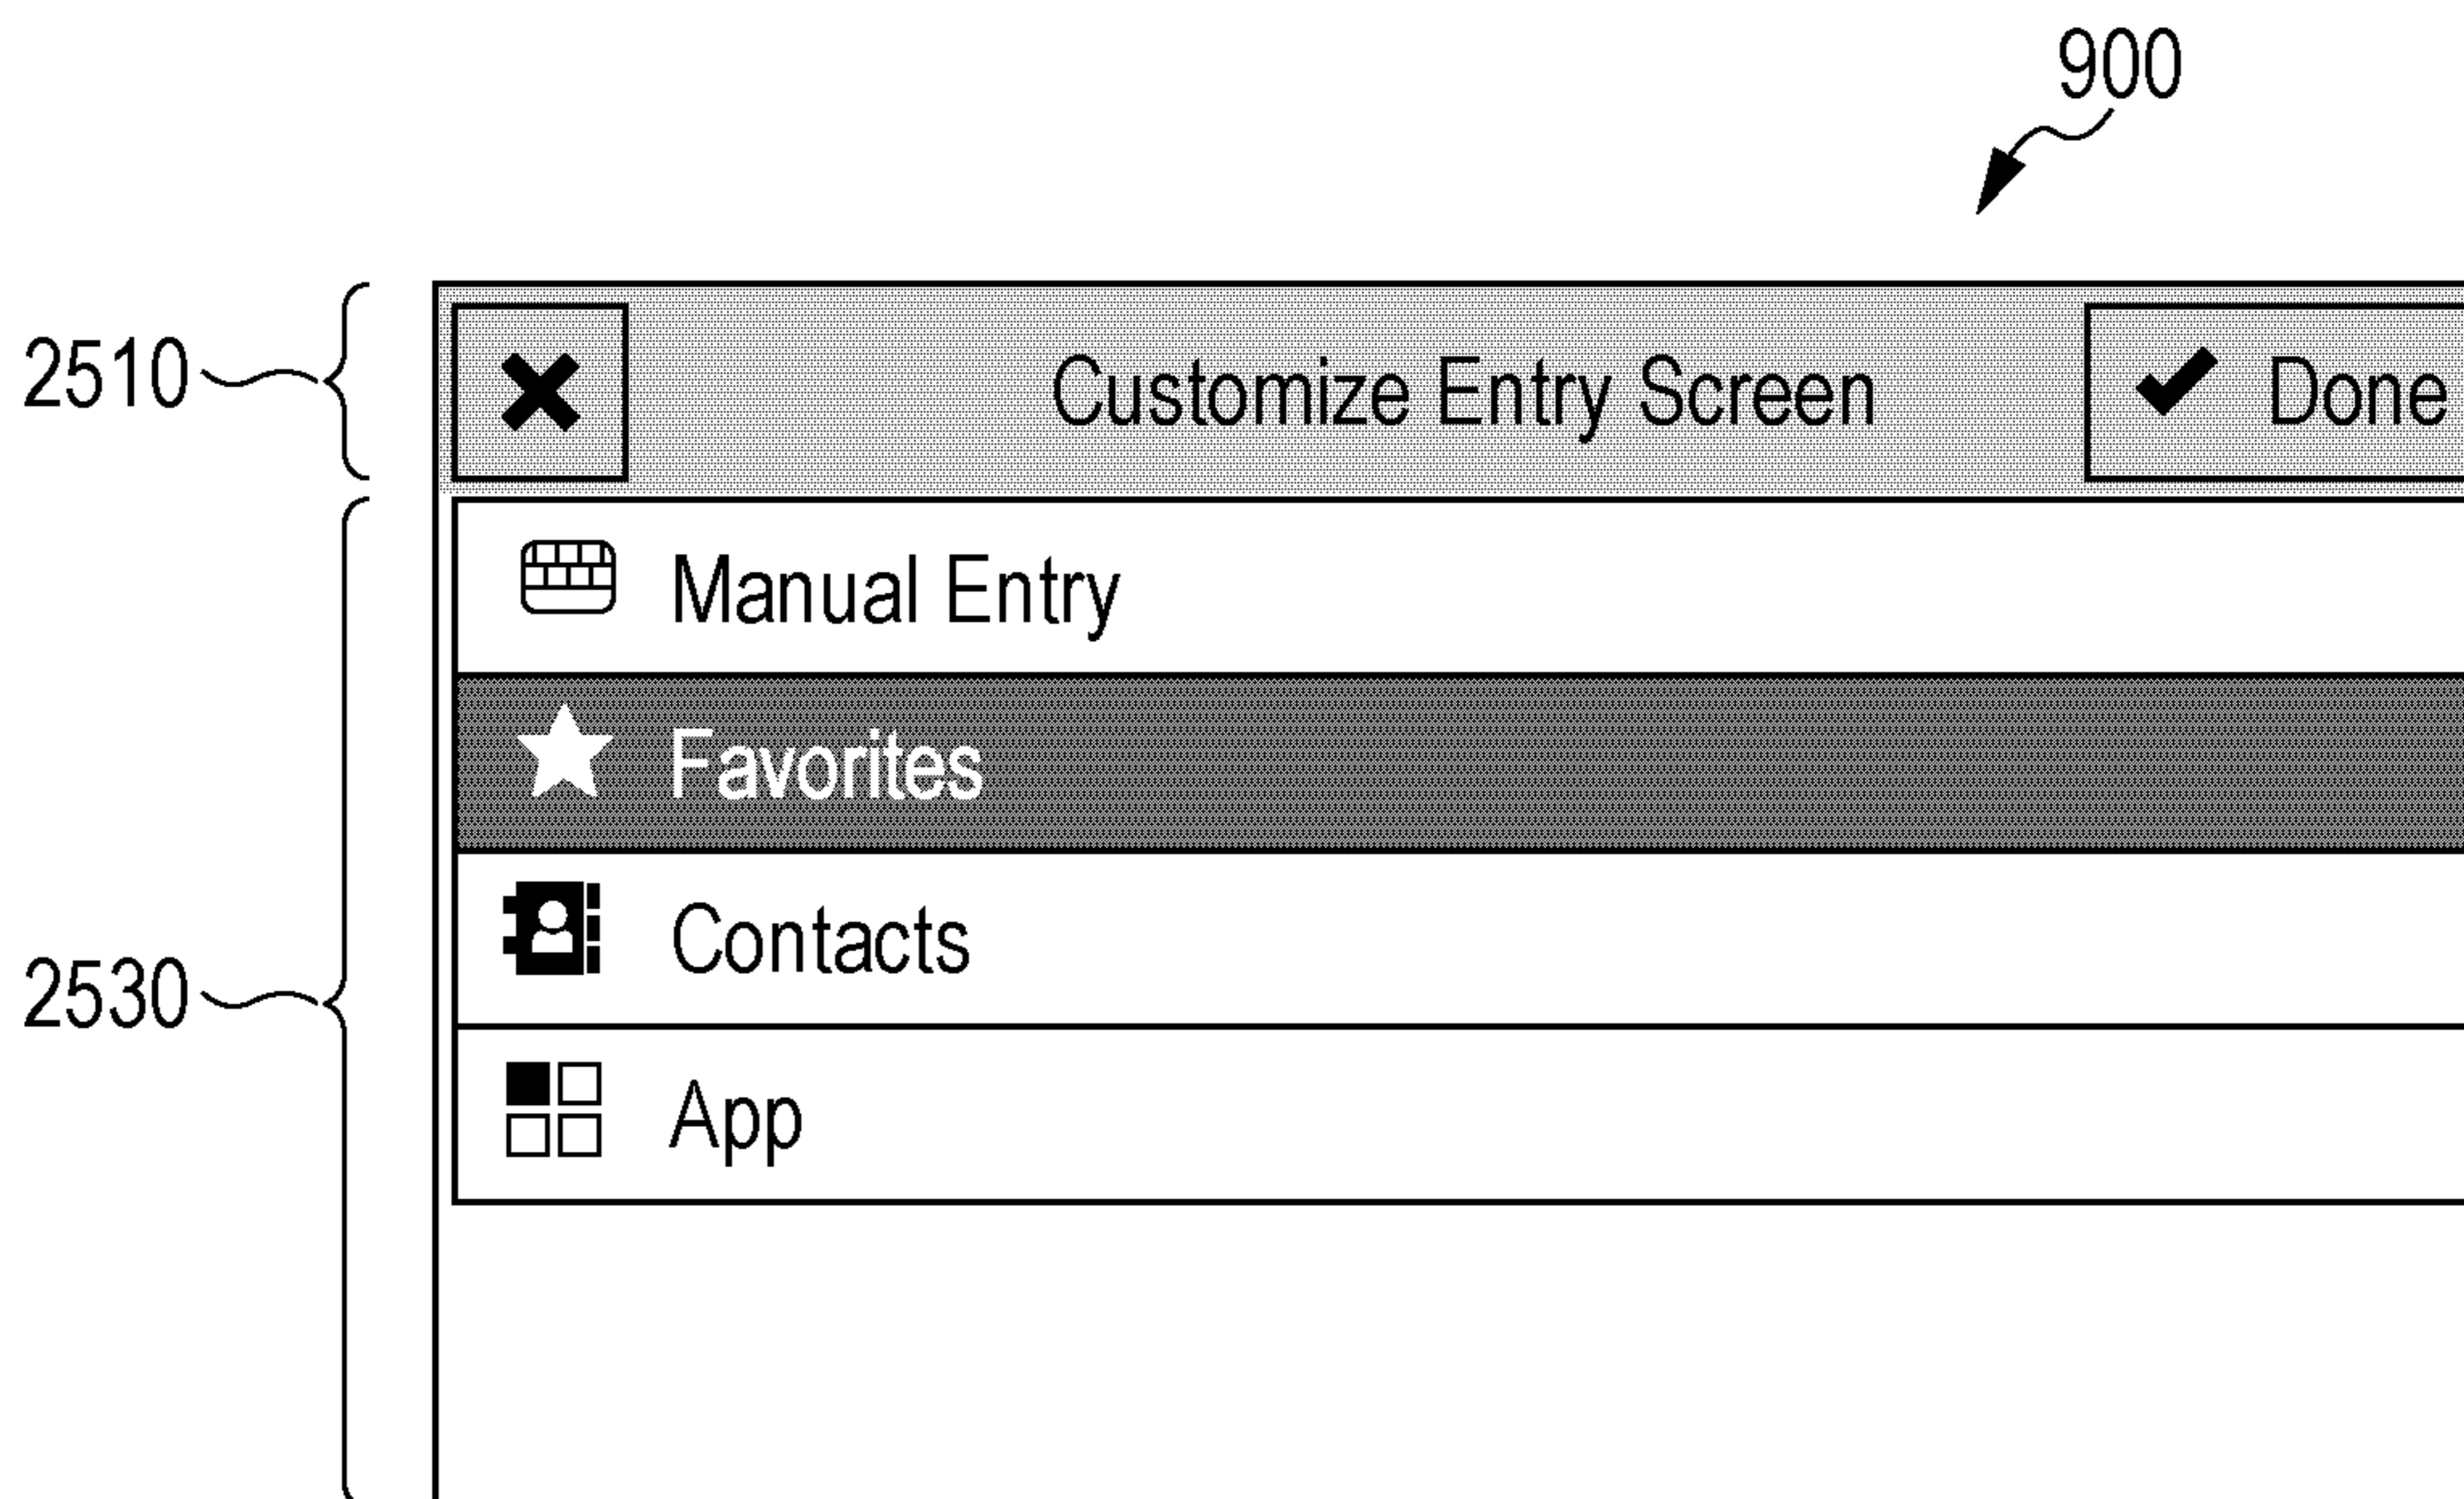 900
2510
Customize Entry Screen
Done
Manual Entry
Favorites
2530
Contacts
App